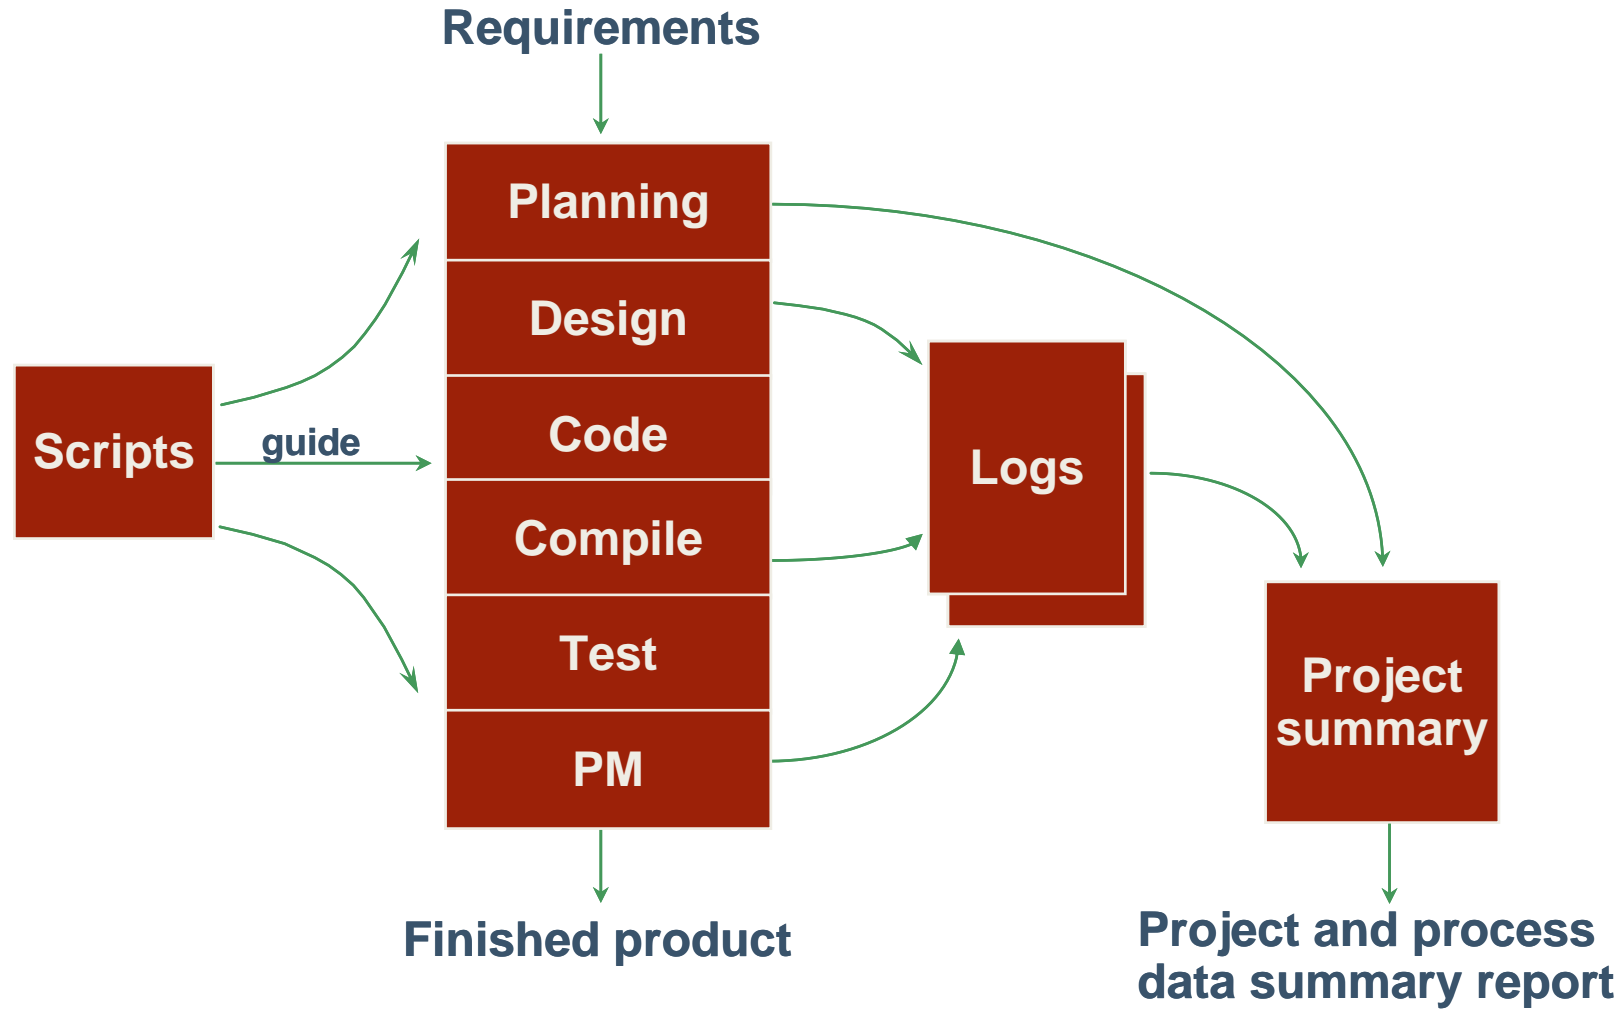 Requirements
Planning
Design
Code
Compile
Test
PM
Scripts
guide
Logs
Project
summary
Finished product
Project and process
data summary report